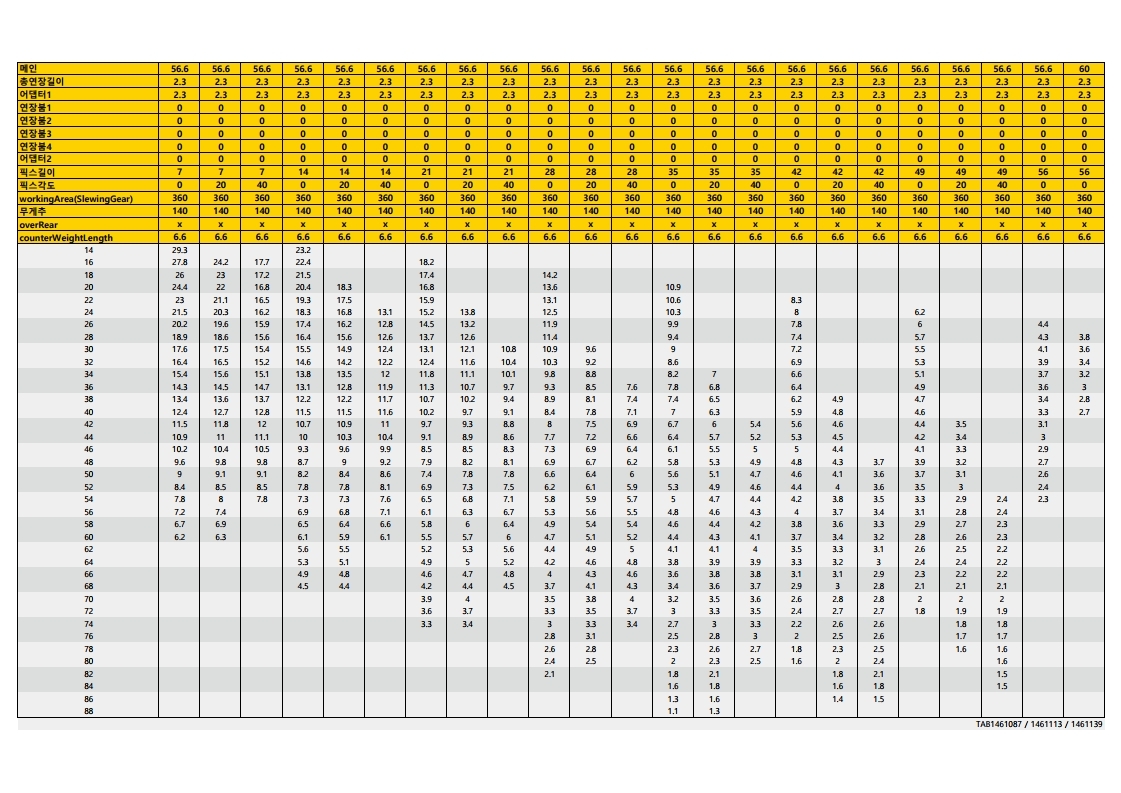 메인 56.6 56.6 56.6 56.6 56.6 56.6 56.6 56.6 56.6 56.6 56.6 56.6 56.6 56.6 56.6 56.6 56.6 56.6 56.6 56.6 56.6 56.6 60
총연장길이 2.3 2.3 2.3 2.3 2.3 2.3 2.3 2.3 2.3 2.3 2.3 2.3 2.3 2.3 2.3 2.3 2.3 2.3 2.3 2.3 2.3 2.3 2.3
어댑터1 2.3 2.3 2.3 2.3 2.3 2.3 2.3 2.3 2.3 2.3 2.3 2.3 2.3 2.3 2.3 2.3 2.3 2.3 2.3 2.3 2.3 2.3 2.3
연장붐1 0 0 0 0 0 0 0 0 0 0 0 0 0 0 0 0 0 0 0 0 0 0 0
연장붐2 0 0 0 0 0 0 0 0 0 0 0 0 0 0 0 0 0 0 0 0 0 0 0
연장붐3 0 0 0 0 0 0 0 0 0 0 0 0 0 0 0 0 0 0 0 0 0 0 0
연장붐4 0 0 0 0 0 0 0 0 0 0 0 0 0 0 0 0 0 0 0 0 0 0 0
어댑터2 0 0 0 0 0 0 0 0 0 0 0 0 0 0 0 0 0 0 0 0 0 0 0
픽스길이 7 7 7 14 14 14 21 21 21 28 28 28 35 35 35 42 42 42 49 49 49 56 56
픽스각도 0 20 40 0 20 40 0 20 40 0 20 40 0 20 40 0 20 40 0 20 40 0 0
workingArea(SlewingGear) 360 360 360 360 360 360 360 360 360 360 360 360 360 360 360 360 360 360 360 360 360 360 360
무게추 140 140 140 140 140 140 140 140 140 140 140 140 140 140 140 140 140 140 140 140 140 140 140
overRear x x x x x x x x x x x x x x x x x x x x x x x
counterWeightLength 6.6 6.6 6.6 6.6 6.6 6.6 6.6 6.6 6.6 6.6 6.6 6.6 6.6 6.6 6.6 6.6 6.6 6.6 6.6 6.6 6.6 6.6 6.6
14 29.3 23.2
16 27.8 24.2 17.7 22.4 18.2
18 26 23 17.2 21.5 17.4 14.2
20 24.4 22 16.8 20.4 18.3 16.8 13.6 10.9
22 23 21.1 16.5 19.3 17.5 15.9 13.1 10.6 8.3
24 21.5 20.3 16.2 18.3 16.8 13.1 15.2 13.8 12.5 10.3 8 6.2
26 20.2 19.6 15.9 17.4 16.2 12.8 14.5 13.2 11.9 9.9 7.8 6 4.4
28 18.9 18.6 15.6 16.4 15.6 12.6 13.7 12.6 11.4 9.4 7.4 5.7 4.3 3.8
30 17.6 17.5 15.4 15.5 14.9 12.4 13.1 12.1 10.8 10.9 9.6 9 7.2 5.5 4.1 3.6
32 16.4 16.5 15.2 14.6 14.2 12.2 12.4 11.6 10.4 10.3 9.2 8.6 6.9 5.3 3.9 3.4
34 15.4 15.6 15.1 13.8 13.5 12 11.8 11.1 10.1 9.8 8.8 8.2 7 6.6 5.1 3.7 3.2
36 14.3 14.5 14.7 13.1 12.8 11.9 11.3 10.7 9.7 9.3 8.5 7.6 7.8 6.8 6.4 4.9 3.6 3
38 13.4 13.6 13.7 12.2 12.2 11.7 10.7 10.2 9.4 8.9 8.1 7.4 7.4 6.5 6.2 4.9 4.7 3.4 2.8
40 12.4 12.7 12.8 11.5 11.5 11.6 10.2 9.7 9.1 8.4 7.8 7.1 7 6.3 5.9 4.8 4.6 3.3 2.7
42 11.5 11.8 12 10.7 10.9 11 9.7 9.3 8.8 8 7.5 6.9 6.7 6 5.4 5.6 4.6 4.4 3.5 3.1
44 10.9 11 11.1 10 10.3 10.4 9.1 8.9 8.6 7.7 7.2 6.6 6.4 5.7 5.2 5.3 4.5 4.2 3.4 3
46 10.2 10.4 10.5 9.3 9.6 9.9 8.5 8.5 8.3 7.3 6.9 6.4 6.1 5.5 5 5 4.4 4.1 3.3 2.9
48 9.6 9.8 9.8 8.7 9 9.2 7.9 8.2 8.1 6.9 6.7 6.2 5.8 5.3 4.9 4.8 4.3 3.7 3.9 3.2 2.7
50 9 9.1 9.1 8.2 8.4 8.6 7.4 7.8 7.8 6.6 6.4 6 5.6 5.1 4.7 4.6 4.1 3.6 3.7 3.1 2.6
52 8.4 8.5 8.5 7.8 7.8 8.1 6.9 7.3 7.5 6.2 6.1 5.9 5.3 4.9 4.6 4.4 4 3.6 3.5 3 2.4
54 7.8 8 7.8 7.3 7.3 7.6 6.5 6.8 7.1 5.8 5.9 5.7 5 4.7 4.4 4.2 3.8 3.5 3.3 2.9 2.4 2.3
56 7.2 7.4 6.9 6.8 7.1 6.1 6.3 6.7 5.3 5.6 5.5 4.8 4.6 4.3 4 3.7 3.4 3.1 2.8 2.4
58 6.7 6.9 6.5 6.4 6.6 5.8 6 6.4 4.9 5.4 5.4 4.6 4.4 4.2 3.8 3.6 3.3 2.9 2.7 2.3
60 6.2 6.3 6.1 5.9 6.1 5.5 5.7 6 4.7 5.1 5.2 4.4 4.3 4.1 3.7 3.4 3.2 2.8 2.6 2.3
62 5.6 5.5 5.2 5.3 5.6 4.4 4.9 5 4.1 4.1 4 3.5 3.3 3.1 2.6 2.5 2.2
64 5.3 5.1 4.9 5 5.2 4.2 4.6 4.8 3.8 3.9 3.9 3.3 3.2 3 2.4 2.4 2.2
66 4.9 4.8 4.6 4.7 4.8 4 4.3 4.6 3.6 3.8 3.8 3.1 3.1 2.9 2.3 2.2 2.2
68 4.5 4.4 4.2 4.4 4.5 3.7 4.1 4.3 3.4 3.6 3.7 2.9 3 2.8 2.1 2.1 2.1
70 3.9 4 3.5 3.8 4 3.2 3.5 3.6 2.6 2.8 2.8 2 2 2
72 3.6 3.7 3.3 3.5 3.7 3 3.3 3.5 2.4 2.7 2.7 1.8 1.9 1.9
74 3.3 3.4 3 3.3 3.4 2.7 3 3.3 2.2 2.6 2.6 1.8 1.8
76 2.8 3.1 2.5 2.8 3 2 2.5 2.6 1.7 1.7
78 2.6 2.8 2.3 2.6 2.7 1.8 2.3 2.5 1.6 1.6
80 2.4 2.5 2 2.3 2.5 1.6 2 2.4 1.6
82 2.1 1.8 2.1 1.8 2.1 1.5
84 1.6 1.8 1.6 1.8 1.5
86 1.3 1.6 1.4 1.5
88 1.1 1.3
TAB1461087 / 1461113 / 1461139